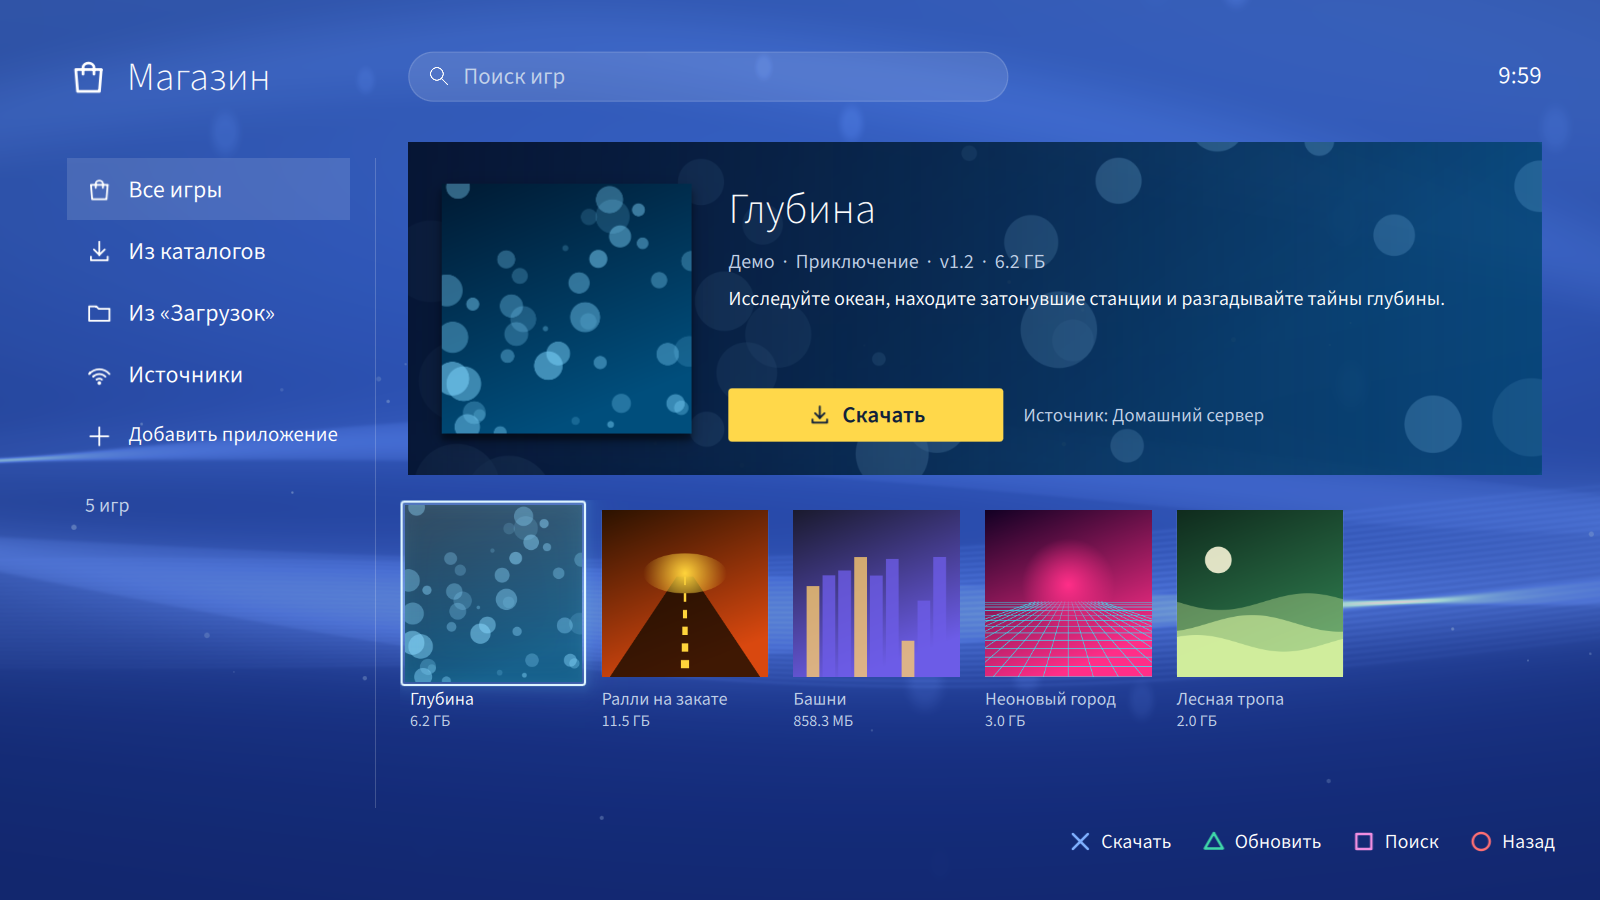 Магазин
Поиск игр
9:59
Все игры
Из каталогов
Из «Загрузок»
Источники
Добавить приложение
5 игр
Глубина
Демо · Приключение · v1.2 · 6.2 ГБ
Исследуйте океан, находите затонувшие станции и разгадывайте тайны глубины.
Скачать
Источник: Домашний сервер
Глубина
6.2 ГБ
Ралли на закате
11.5 ГБ
Башни
858.3 МБ
Неоновый город
3.0 ГБ
Лесная тропа
2.0 ГБ
Скачать
Обновить
Поиск
Назад